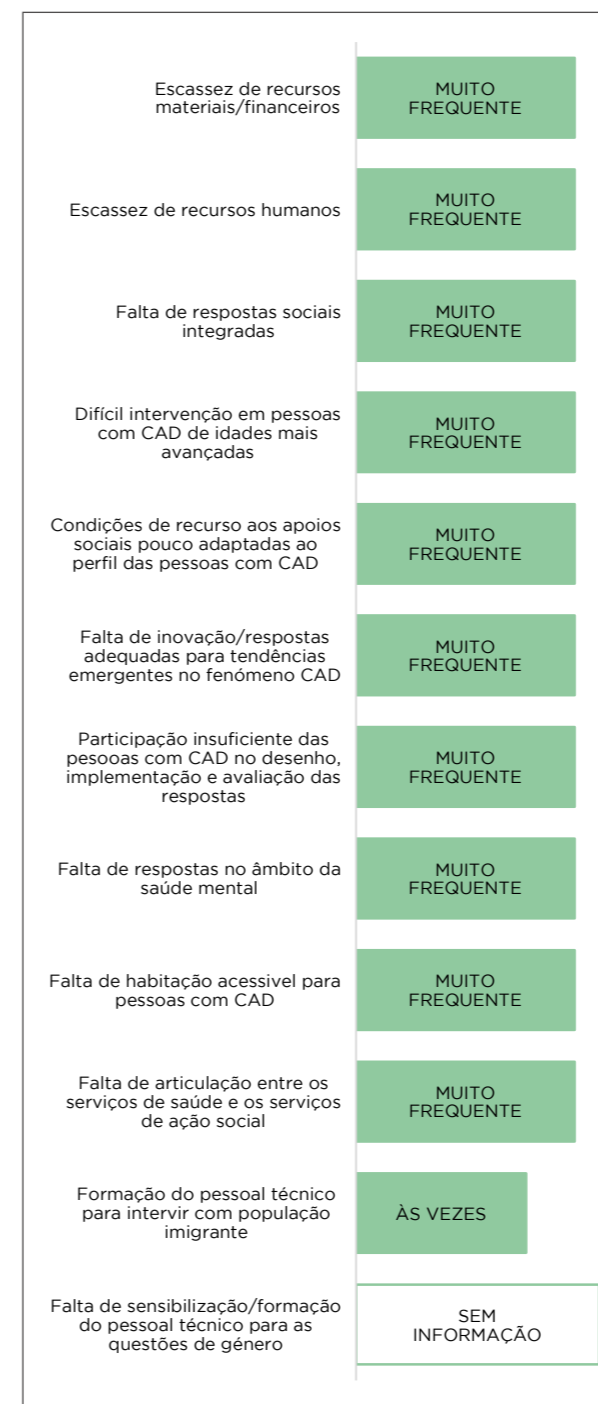 Escassez de recursos
materiais/financeiros
MUITO
FREQUENTE
Escassez de recursos humanos
MUITO
FREQUENTE
Falta de respostas sociais
integradas
MUITO
FREQUENTE
Difícil intervenção em pessoas
com CAD de idades mais
avançadas
MUITO
FREQUENTE
Condições de recurso aos apoios
sociais pouco adaptadas ao
perfil das pessoas com CAD
MUITO
FREQUENTE
Falta de inovação/respostas
adequadas para tendências
emergentes no fenómeno CAD
MUITO
FREQUENTE
Participação insuficiente das
pesooas com CAD no desenho,
implementação e avaliação das
respostas
MUITO
FREQUENTE
Falta de respostas no âmbito da
saúde mental
MUITO
FREQUENTE
Falta de habitação acessivel para
pessoas com CAD
MUITO
FREQUENTE
Falta de articulação entre os
serviços de saúde e os serviços
de ação social
MUITO
FREQUENTE
Formação do pessoal técnico
para intervir com população
imigrante
ÀS VEZES
Falta de sensibilização/formação
do pessoal técnico para as
questões de género
SEM
INFORMAÇÃO